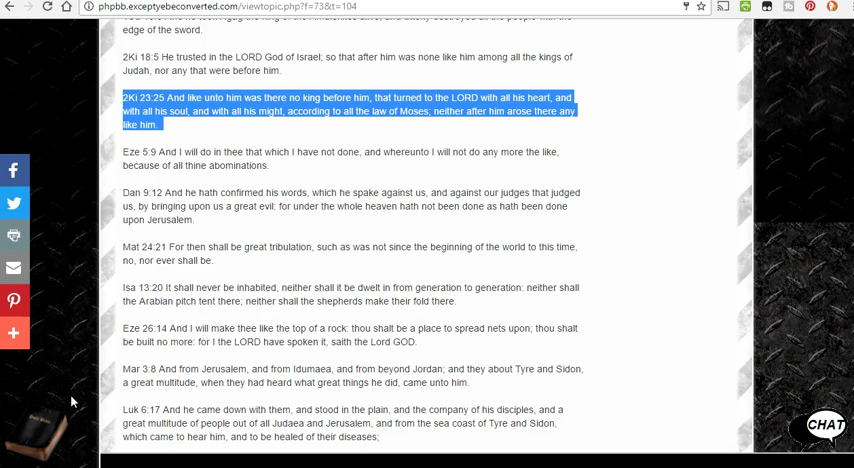 phpbb.exceptyebeconverted.com/viewtopic.php?f=73&t=104
edge of the sword.
2Ki 18:5 He trusted in the LORD God of Israel; so that after him was none like him among all the kings of
Judah, nor any that were before him.
2Ki 23:25 And like unto him was there no king before him, that turned to the LORD with all his heart, and
with all his soul, and with all his might, according to all the law of Moses; neither after him arose there any
like him.
Eze 5:9 And I will do in thee that which I have not done, and whereunto I will not do any more the like,
because of all thine abominations.
Dan 9:12 And he hath confirmed his words, which he spake against us, and against our judges that judged
us, by bringing upon us a great evil: for under the whole heaven hath not been done as hath been done
upon Jerusalem.
Mat 24:21 For then shall be great tribulation, such as was not since the beginning of the world to this time,
no, nor ever shall be.
Isa 13:20 It shall never be inhabited, neither shall it be dwelt in from generation to generation: neither shall
the Arabian pitch tent there; neither shall the shepherds make their fold there.
Eze 26:14 And I will make thee like the top of a rock: thou shalt be a place to spread nets upon; thou shalt
be built no more: for I the LORD have spoken it, saith the Lord GOD.
Mar 3:8 And from Jerusalem, and from Idumaea, and from beyond Jordan; and they about Tyre and Sidon,
a great multitude, when they had heard what great things he did, came unto him.
Luk 6:17 And he came down with them, and stood in the plain, and the company of his disciples, and a
great multitude of people out of all Judaea and Jerusalem, and from the sea coast of Tyre and Sidon,
which came to hear him, and to be healed of their diseases;
CHAT